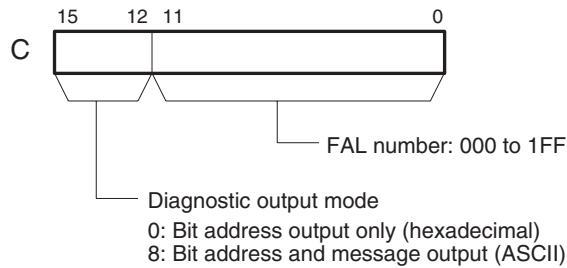 15 12 11 0
C
FAL number: 000 to 1FF
Diagnostic output mode
0: Bit address output only (hexadecimal)
8: Bit address and message output (ASCII)